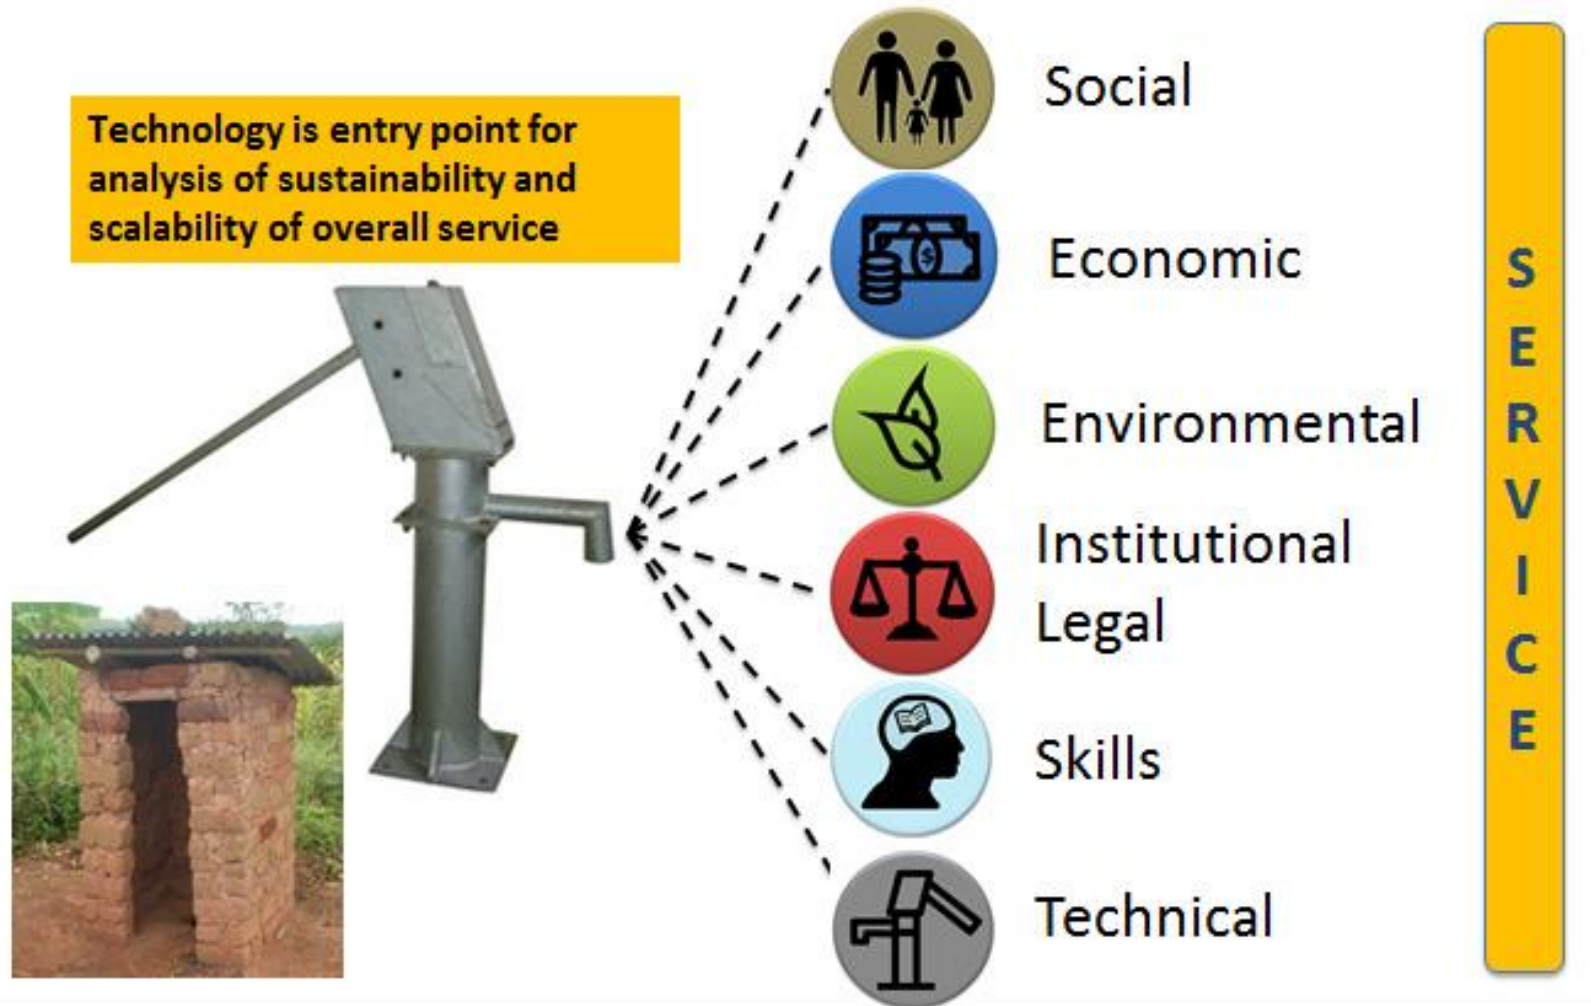 Technology is entry point for
analysis of sustainability and
scalability of overall service
Social
Economic
$
Environmental
Institutional
Legal
Skills
Technical
S
E
R
V
I
C
E